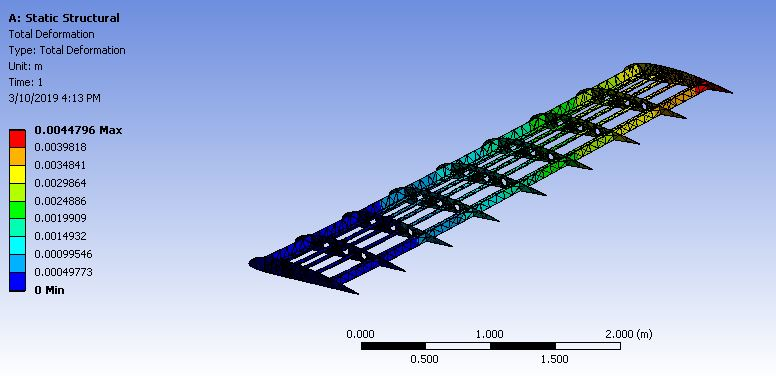 A: Static Structural
Total Deformation
Type: Total Deformation
Unit: m
Time: 1
3/10/2019 4:13 PM
0.0044796 Max
0.0039818
0.0034841
0.0029864
0.0024886
0.0019909
0.0014932
0.00099546
0.00049773
0 Min
0.000 1.000 2.000 (m)
0.500 1.500